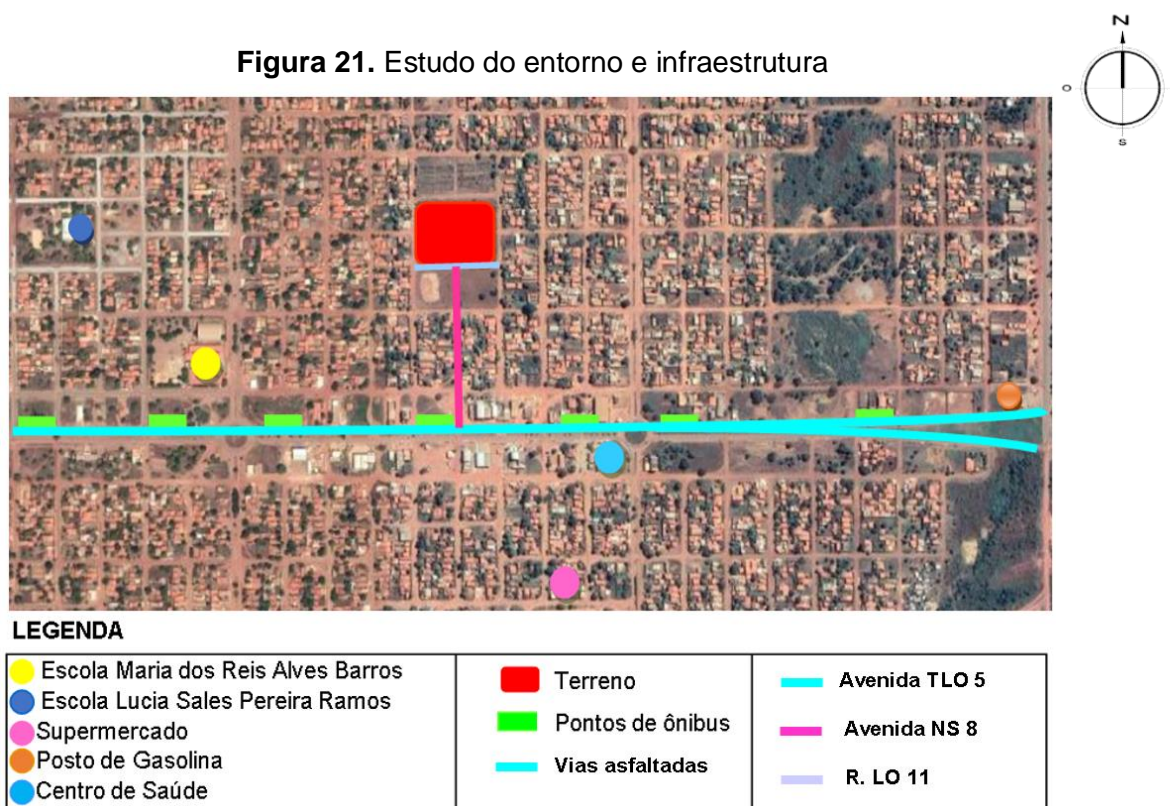 N
O
S
Figura 21. Estudo do entorno e infraestrutura
LEGENDA
Escola Maria dos Reis Alves Barros
Escola Lucia Sales Pereira Ramos
Supermercado
Posto de Gasolina
Centro de Saúde
Terreno
Pontos de ônibus
Vias asfaltadas
Avenida TLO 5
Avenida NS 8
R. LO 11